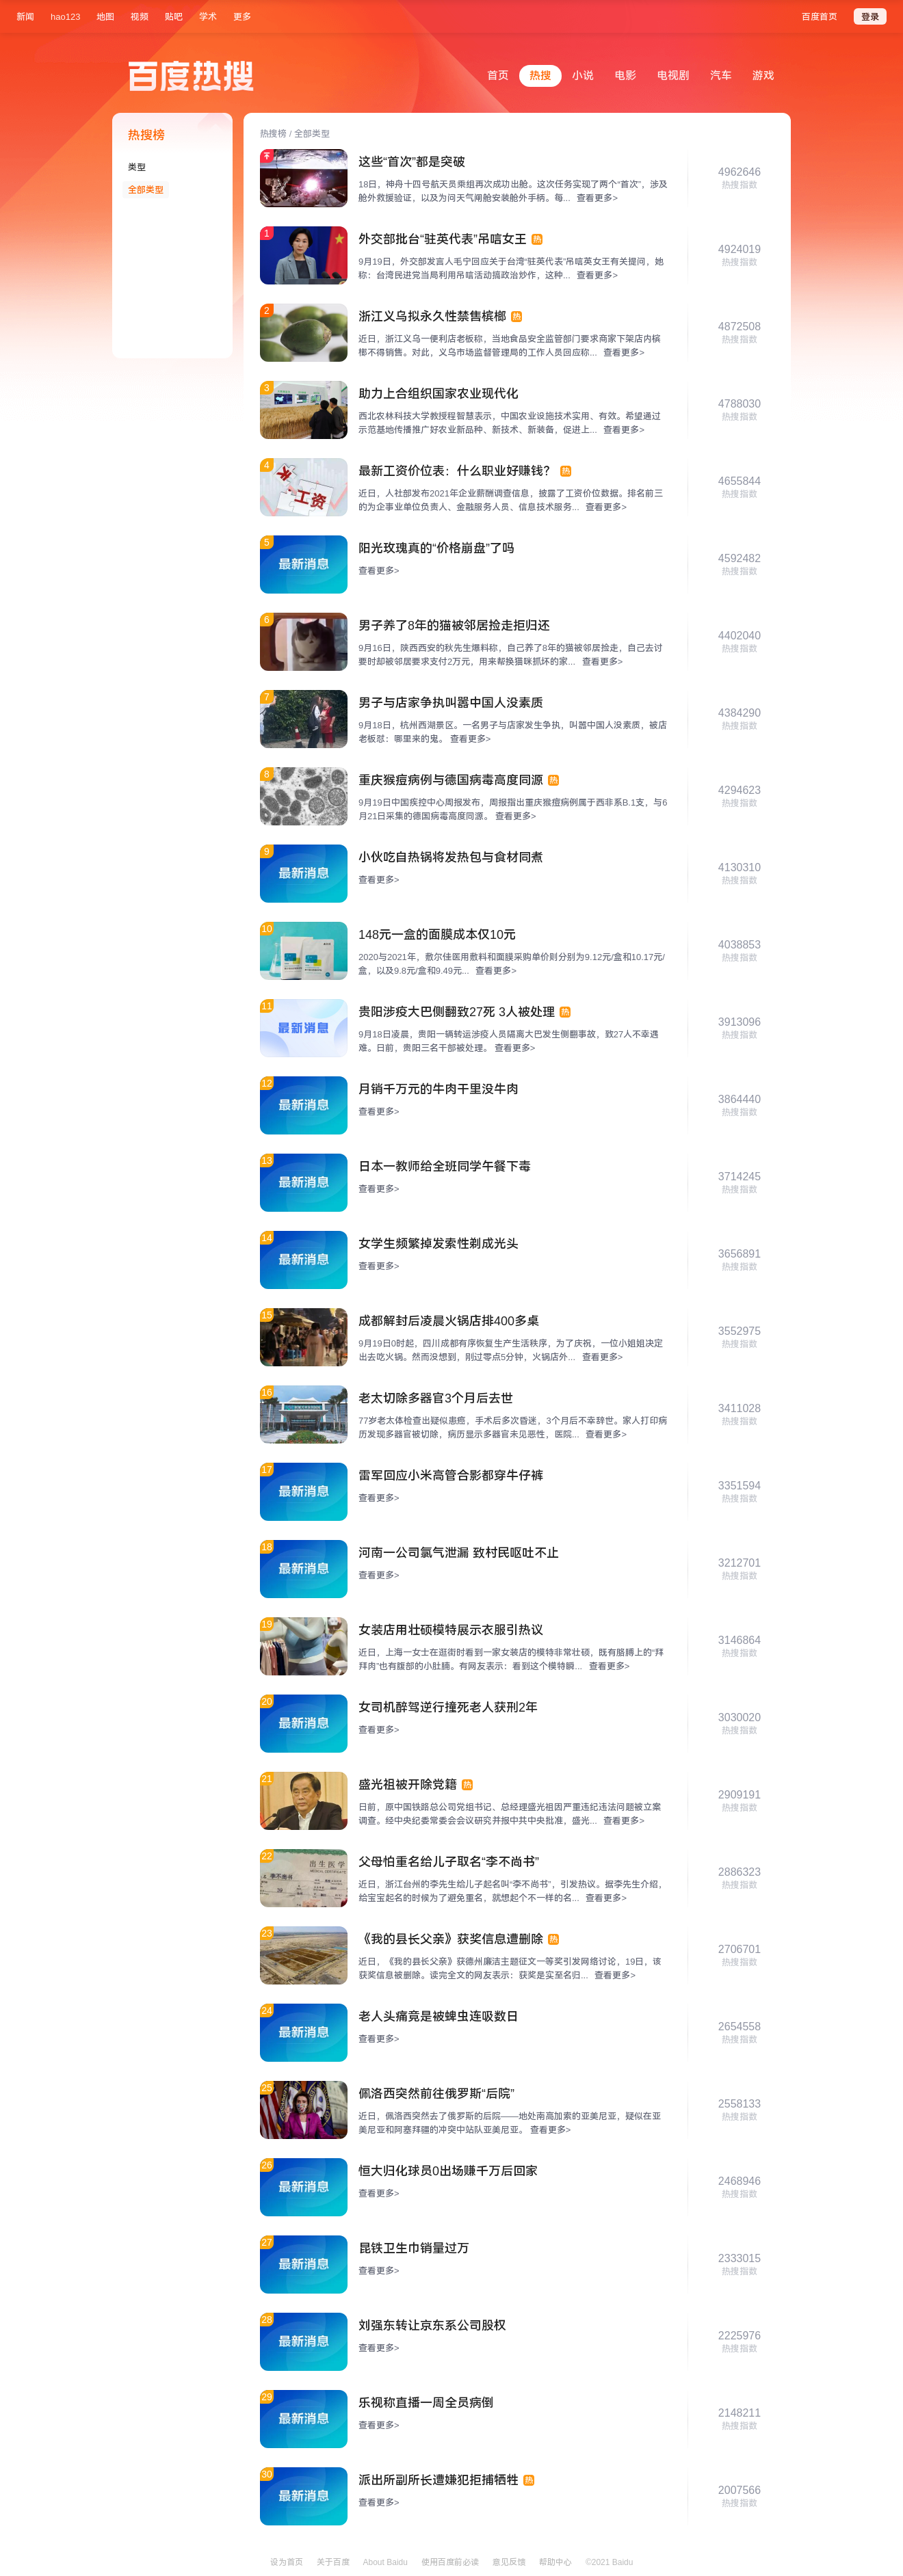 新闻 hao123 地图 视频 贴吧 学术 更多 百度首页 登录
百度热搜
首页 热搜 小说 电影 电视剧 汽车 游戏
热搜榜
类型
全部类型
热搜榜 / 全部类型
这些“首次”都是突破
18日，神舟十四号航天员乘组再次成功出舱。这次任务实现了两个“首次”，涉及
舱外救援验证，以及为问天气闸舱安装舱外手柄。每... 查看更多>
4962646
热搜指数
1
外交部批台“驻英代表”吊唁女王 热
9月19日，外交部发言人毛宁回应关于台湾“驻英代表”吊唁英女王有关提问，她
称：台湾民进党当局利用吊唁活动搞政治炒作，这种... 查看更多>
4924019
热搜指数
2
浙江义乌拟永久性禁售槟榔 热
近日，浙江义乌一便利店老板称，当地食品安全监管部门要求商家下架店内槟
榔不得销售。对此，义乌市场监督管理局的工作人员回应称... 查看更多>
4872508
热搜指数
3
助力上合组织国家农业现代化
西北农林科技大学教授程智慧表示，中国农业设施技术实用、有效。希望通过
示范基地传播推广好农业新品种、新技术、新装备，促进上... 查看更多>
4788030
热搜指数
4
工资
最新工资价位表：什么职业好赚钱？ 热
近日，人社部发布2021年企业薪酬调查信息，披露了工资价位数据。排名前三
的为企事业单位负责人、金融服务人员、信息技术服务... 查看更多>
4655844
热搜指数
5
最新消息
阳光玫瑰真的“价格崩盘”了吗
查看更多>
4592482
热搜指数
6
男子养了8年的猫被邻居捡走拒归还
9月16日，陕西西安的秋先生爆料称，自己养了8年的猫被邻居捡走，自己去讨
要时却被邻居要求支付2万元，用来帮换猫咪抓坏的家... 查看更多>
4402040
热搜指数
7
男子与店家争执叫嚣中国人没素质
9月18日，杭州西湖景区。一名男子与店家发生争执，叫嚣中国人没素质，被店
老板怼：哪里来的鬼。 查看更多>
4384290
热搜指数
8
重庆猴痘病例与德国病毒高度同源 热
9月19日中国疾控中心周报发布，周报指出重庆猴痘病例属于西非系B.1支，与6
月21日采集的德国病毒高度同源。 查看更多>
4294623
热搜指数
9
最新消息
小伙吃自热锅将发热包与食材同煮
查看更多>
4130310
热搜指数
10
148元一盒的面膜成本仅10元
2020与2021年，敷尔佳医用敷料和面膜采购单价则分别为9.12元/盒和10.17元/
盒，以及9.8元/盒和9.49元... 查看更多>
4038853
热搜指数
11
最新消息
贵阳涉疫大巴侧翻致27死 3人被处理 热
9月18日凌晨，贵阳一辆转运涉疫人员隔离大巴发生侧翻事故，致27人不幸遇
难。日前，贵阳三名干部被处理。 查看更多>
3913096
热搜指数
12
最新消息
月销千万元的牛肉干里没牛肉
查看更多>
3864440
热搜指数
13
最新消息
日本一教师给全班同学午餐下毒
查看更多>
3714245
热搜指数
14
最新消息
女学生频繁掉发索性剃成光头
查看更多>
3656891
热搜指数
15
成都解封后凌晨火锅店排400多桌
9月19日0时起，四川成都有序恢复生产生活秩序，为了庆祝，一位小姐姐决定
出去吃火锅。然而没想到，刚过零点5分钟，火锅店外... 查看更多>
3552975
热搜指数
16
老太切除多器官3个月后去世
77岁老太体检查出疑似患癌，手术后多次昏迷，3个月后不幸辞世。家人打印病
历发现多器官被切除，病历显示多器官未见恶性，医院... 查看更多>
3411028
热搜指数
17
最新消息
雷军回应小米高管合影都穿牛仔裤
查看更多>
3351594
热搜指数
18
最新消息
河南一公司氯气泄漏 致村民呕吐不止
查看更多>
3212701
热搜指数
19
女装店用壮硕模特展示衣服引热议
近日，上海一女士在逛街时看到一家女装店的模特非常壮硕，既有胳膊上的“拜
拜肉”也有腹部的小肚腩。有网友表示：看到这个模特瞬... 查看更多>
3146864
热搜指数
20
最新消息
女司机醉驾逆行撞死老人获刑2年
查看更多>
3030020
热搜指数
21
盛光祖被开除党籍 热
日前，原中国铁路总公司党组书记、总经理盛光祖因严重违纪违法问题被立案
调查。经中央纪委常委会会议研究并报中共中央批准，盛光... 查看更多>
2909191
热搜指数
22
出生医学
父母怕重名给儿子取名“李不尚书”
近日，浙江台州的李先生给儿子起名叫“李不尚书”，引发热议。据李先生介绍，
给宝宝起名的时候为了避免重名，就想起个不一样的名... 查看更多>
2886323
热搜指数
23
《我的县长父亲》获奖信息遭删除 热
近日，《我的县长父亲》获德州廉洁主题征文一等奖引发网络讨论，19日，该
获奖信息被删除。读完全文的网友表示：获奖是实至名归... 查看更多>
2706701
热搜指数
24
最新消息
老人头痛竟是被蜱虫连吸数日
查看更多>
2654558
热搜指数
25
佩洛西突然前往俄罗斯“后院”
近日，佩洛西突然去了俄罗斯的后院——地处南高加索的亚美尼亚，疑似在亚
美尼亚和阿塞拜疆的冲突中站队亚美尼亚。 查看更多>
2558133
热搜指数
26
最新消息
恒大归化球员0出场赚千万后回家
查看更多>
2468946
热搜指数
27
最新消息
昆铁卫生巾销量过万
查看更多>
2333015
热搜指数
28
最新消息
刘强东转让京东系公司股权
查看更多>
2225976
热搜指数
29
最新消息
乐视称直播一周全员病倒
查看更多>
2148211
热搜指数
30
最新消息
派出所副所长遭嫌犯拒捕牺牲 热
查看更多>
2007566
热搜指数
设为首页 关于百度 About Baidu 使用百度前必读 意见反馈 帮助中心 ©2021 Baidu